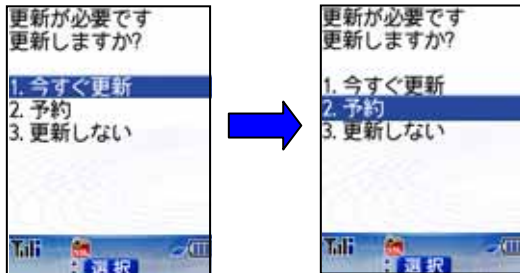 更新が必要です
更新しますか?
1. 今すぐ更新
2. 予約
3. 更新しない
選択
更新が必要です
更新しますか?
1. 今すぐ更新
2. 予約
3. 更新しない
選択